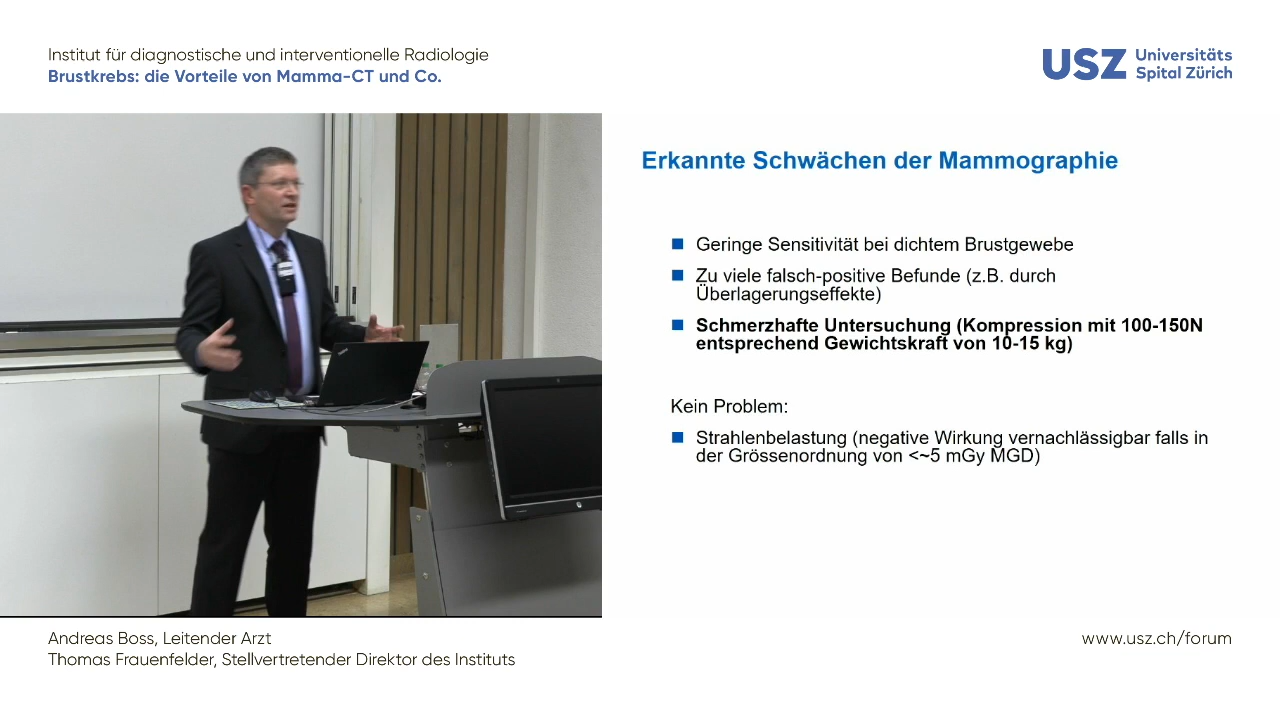 Institut für diagnostische und interventionelle Radiologie
Brustkrebs: die Vorteile von Mamma-CT und Co.
USZ Universitäts
Spital Zürich
Erkannte Schwächen der Mammographie
Geringe Sensitivität bei dichtem Brustgewebe
Zu viele falsch-positive Befunde (z.B. durch
Überlagerungseffekte)
Schmerzhafte Untersuchung (Kompression mit 100-150N
entsprechend Gewichtskraft von 10-15 kg)
Kein Problem:
Strahlenbelastung (negative Wirkung vernachlässigbar falls in
der Grössenordnung von <~5 mGy MGD)
Andreas Boss, Leitender Arzt
Thomas Frauenfelder, Stellvertretender Direktor des Instituts
www.usz.ch/forum